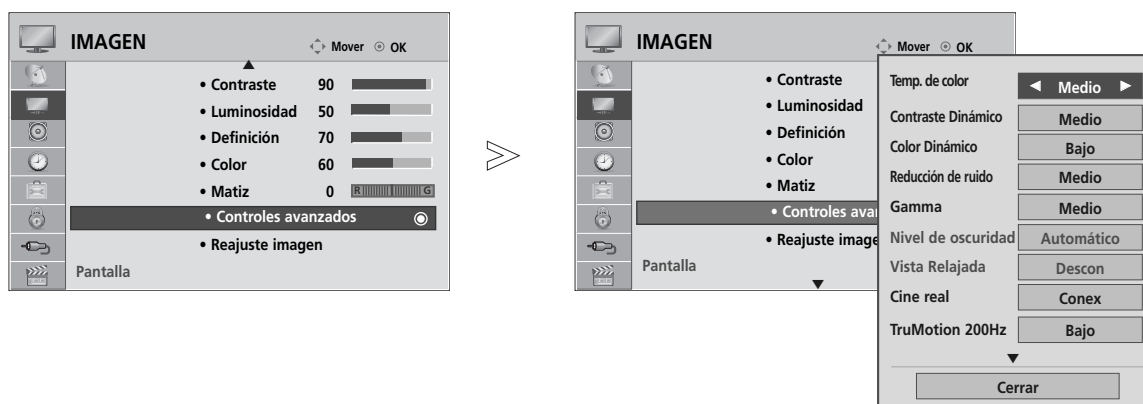 IMAGEN
Mover OK
• Contraste 90
• Luminosidad 50
• Definición 70
• Color 60
• Matiz 0 R G
• Controles avanzados
• Reajuste imagen
Pantalla
IMAGEN
Mover OK
• Contraste
• Luminosidad
• Definición
• Color
• Matiz
• Controles avan
• Reajuste image
Pantalla
Temp. de color Medio
Contraste Dinámico Medio
Color Dinámico Bajo
Reducción de ruido Medio
Gamma Medio
Nivel de oscuridad Automático
Vista Relajada Descon
Cine real Conex
TruMotion 200Hz Bajo
Cerrar